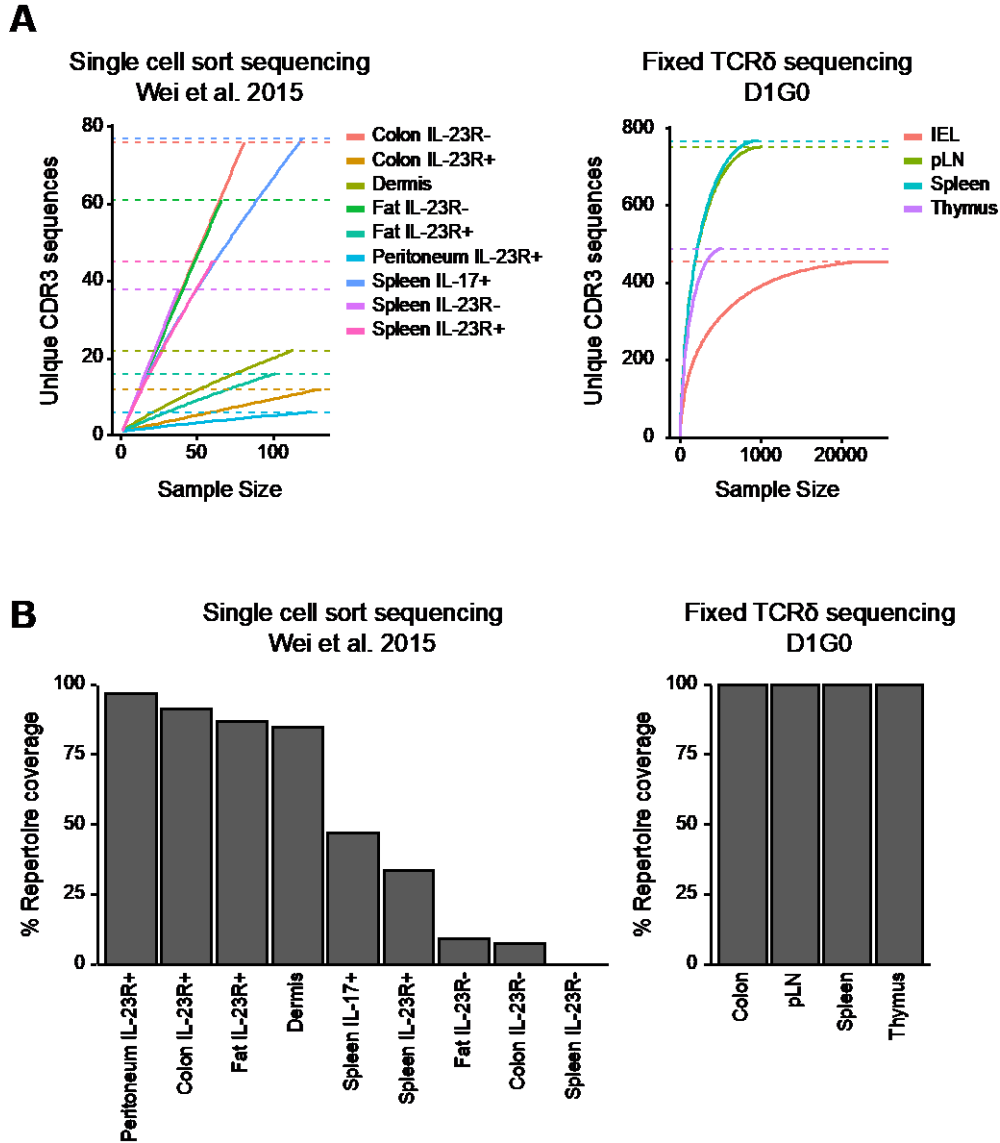 A
Single cell sort sequencing
Wei et al. 2015
Unique CDR3 sequences
80
60
40
20
0
0 50 100
Sample Size
Colon IL-23R-
Colon IL-23R+
Dermis
Fat IL-23R-
Fat IL-23R+
Peritoneum IL-23R+
Spleen IL-17+
Spleen IL-23R-
Spleen IL-23R+
Fixed TCRδ sequencing
D1G0
Unique CDR3 sequences
800
600
400
200
0
0 1000 20000
Sample Size
IEL
pLN
Spleen
Thymus
B
Single cell sort sequencing
Wei et al. 2015
% Repertoire coverage
100
75
50
25
0
Peritoneum IL-23R+
Colon IL-23R+
Fat IL-23R+
Dermis
Spleen IL-17+
Spleen IL-23R+
Fat IL-23R-
Colon IL-23R-
Spleen IL-23R-
Fixed TCRδ sequencing
D1G0
% Repertoire coverage
100
75
50
25
0
Colon
pLN
Spleen
Thymus